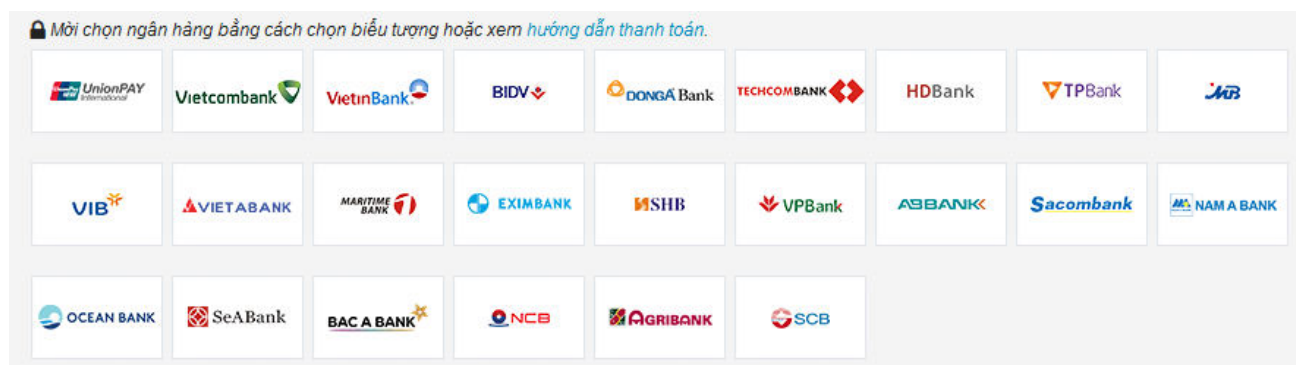 Mời chọn ngân hàng bằng cách chọn biểu tượng hoặc xem hướng dẫn thanh toán.
UnionPAY International Vietcombank VietinBank BIDV DONGA Bank TECHCOMBANK HDBank TPBank MB
VIB VIETABANK MARITIME BANK EXIMBANK SHB VPBank ABBANK Sacombank NAM A BANK
OCEAN BANK SeABank BAC A BANK NCB AGRIBANK SCB